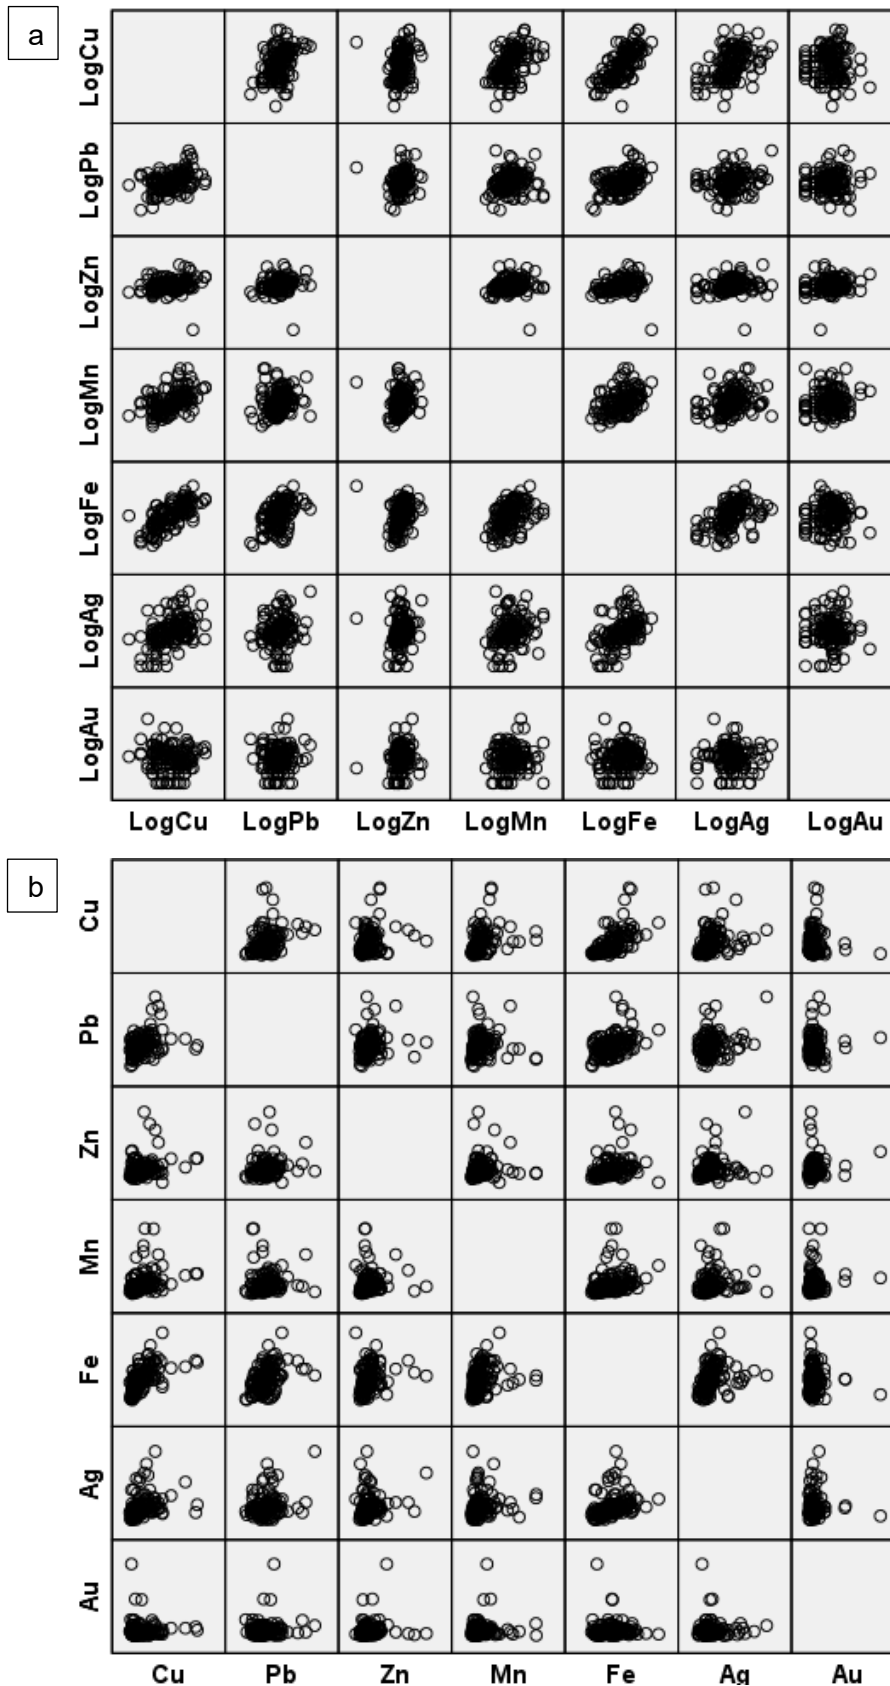 a
LogCu
LogPb
LogZn
LogMn
LogFe
LogAg
LogAu
LogCu LogPb LogZn LogMn LogFe LogAg LogAu
b
Cu
Pb
Zn
Mn
Fe
Ag
Au
Cu Pb Zn Mn Fe Ag Au